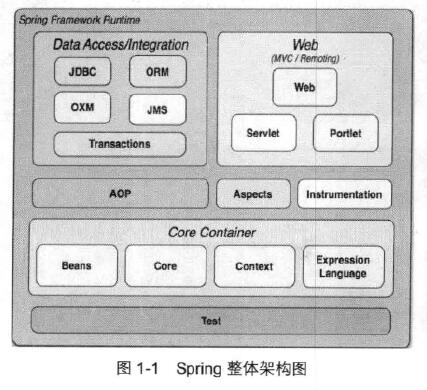 Spring Framework Runtime
Data Access/Integration
JDBC
ORM
OXM
JMS
Transactions
Web
(MVC / Remoting)
Web
Servlet
Portlet
AOP
Aspects
Instrumentation
Core Container
Beans
Core
Context
Expression
Language
Test
图 1-1 Spring 整体架构图